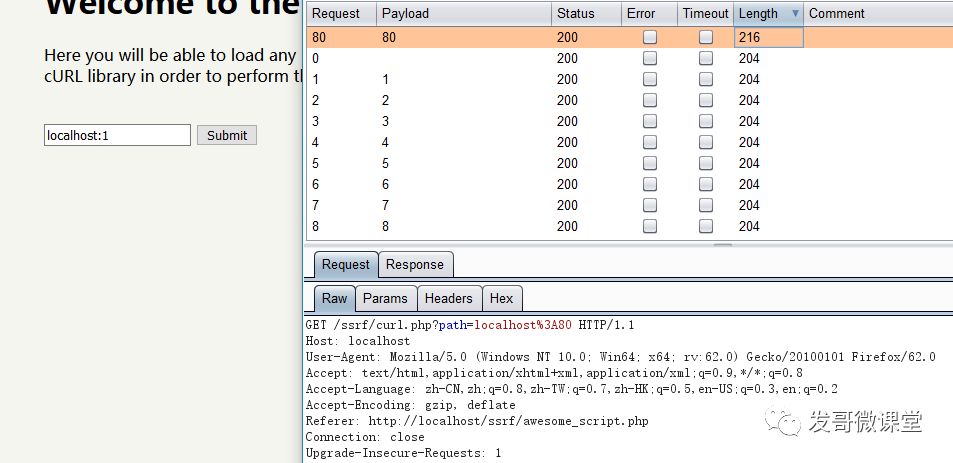 Welcome to the
Here you will be able to load any
cURL library in order to perform th
localhost:1 Submit
Request Payload Status Error Timeout Length Comment
80 80 200 216
0 200 204
1 1 200 204
2 2 200 204
3 3 200 204
4 4 200 204
5 5 200 204
6 6 200 204
7 7 200 204
8 8 200 204
Request Response
Raw Params Headers Hex
GET /ssrf/curl.php?path=localhost%3A80 HTTP/1.1
Host: localhost
User-Agent: Mozilla/5.0 (Windows NT 10.0; Win64; x64; rv:62.0) Gecko/20100101 Firefox/62.0
Accept: text/html,application/xhtml+xml,application/xml;q=0.9,*/*;q=0.8
Accept-Language: zh-CN,zh;q=0.8,zh-TW;q=0.7,zh-HK;q=0.5,en-US;q=0.3,en;q=0.2
Accept-Encoding: gzip, deflate
Referer: http://localhost/ssrf/awesome_script.php
Connection: close
Upgrade-Insecure-Requests: 1
发哥微课堂